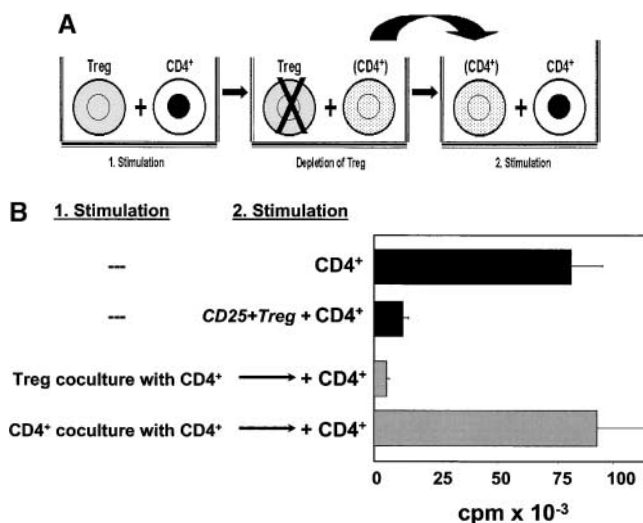 A
Treg CD4+ Treg (CD4+) (CD4+) CD4+
+ + +
1. Stimulation Depletion of Treg 2. Stimulation
B 1. Stimulation 2. Stimulation
--- CD4+
--- CD25+Treg + CD4+
Treg coculture with CD4+ → + CD4+
CD4+ coculture with CD4+ → + CD4+
0 25 50 75 100
cpm x 10-3